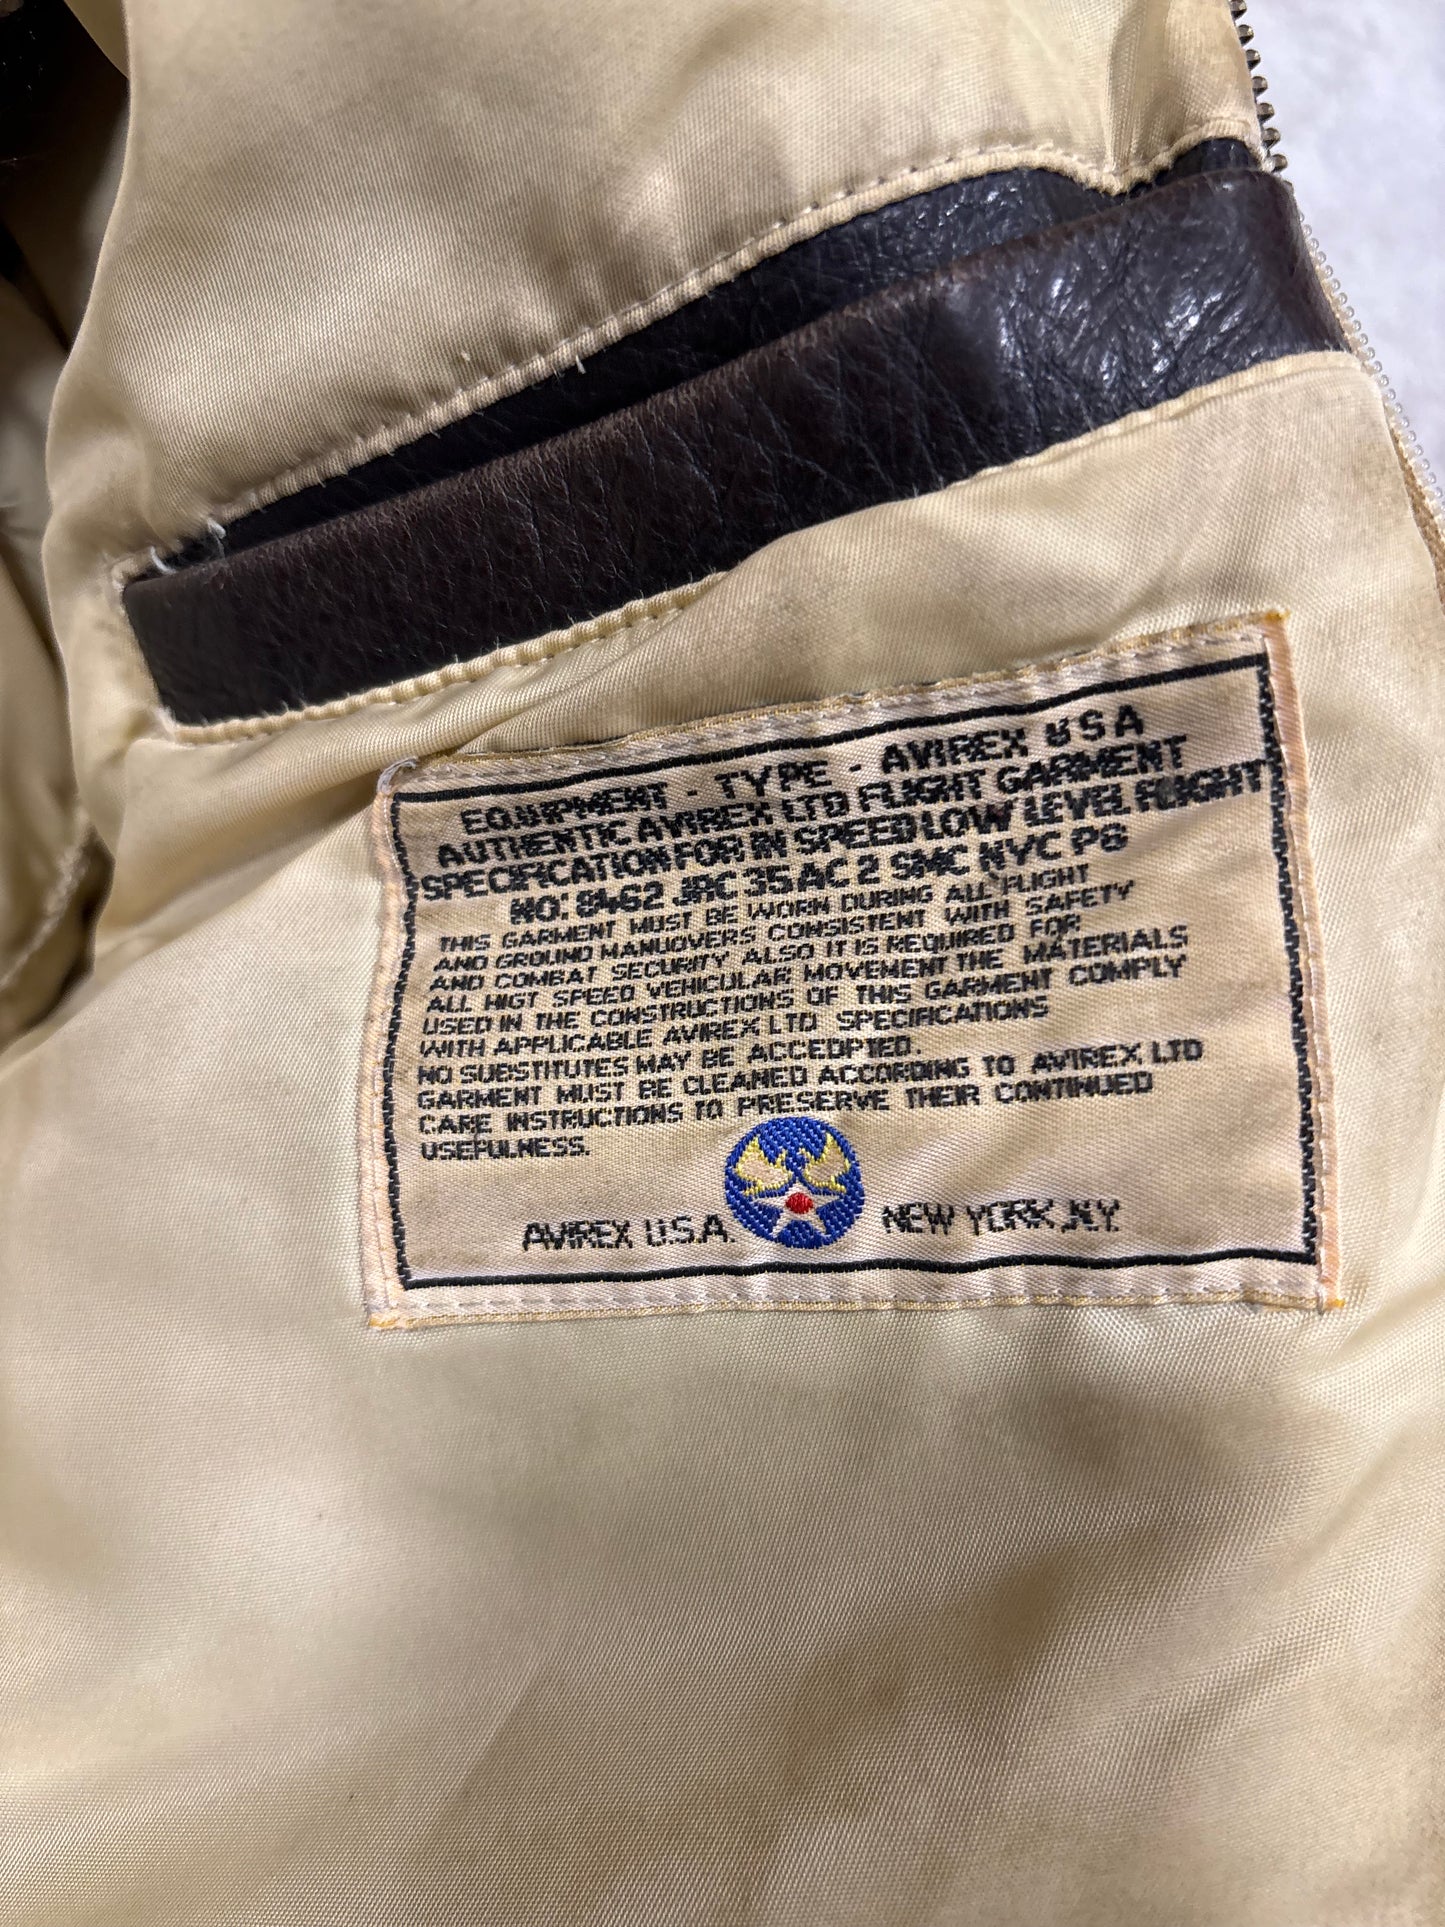 EQUIPMENT - TYPE - AVIREX USA
AUTHENTIC AVIREX LTD FLIGHT GARMENT
SPECIFICATION FOR IN SPEED LOW LEVEL FLIGHT
NO: 8462 JRC 35 AC 2 SMC NYC P8
THIS GARMENT MUST BE WORN DURING ALL FLIGHT
AND GROUND MANUOVERS CONSISTENT WITH SAFETY
AND COMBAT SECURITY ALSO IT IS REQUIRED FOR
ALL HIGT SPEED VEHICULAR MOVEMENT THE MATERIALS
USED IN THE CONSTRUCTIONS OF THIS GARMENT COMPLY
WITH APPLICABLE AVIREX LTD SPECIFICATIONS
NO SUBSTITUTES MAY BE ACCEDPTED.
GARMENT MUST BE CLEANED ACCORDING TO AVIREX LTD
CARE INSTRUCTIONS TO PRESERVE THEIR CONTINUED
USEFULNESS.
AVIREX U.S.A. NEW YORK, N.Y.